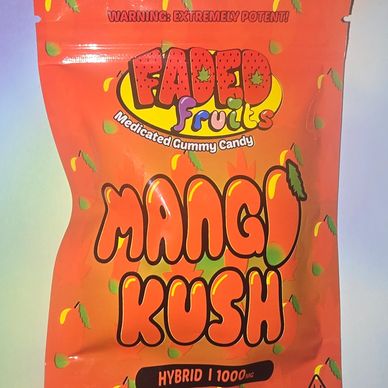 WARNING: EXTREMELY POTENT!
FADED
fruits
Medicated Gummy Candy
MANGO
KUSH
HYBRID | 1000MG